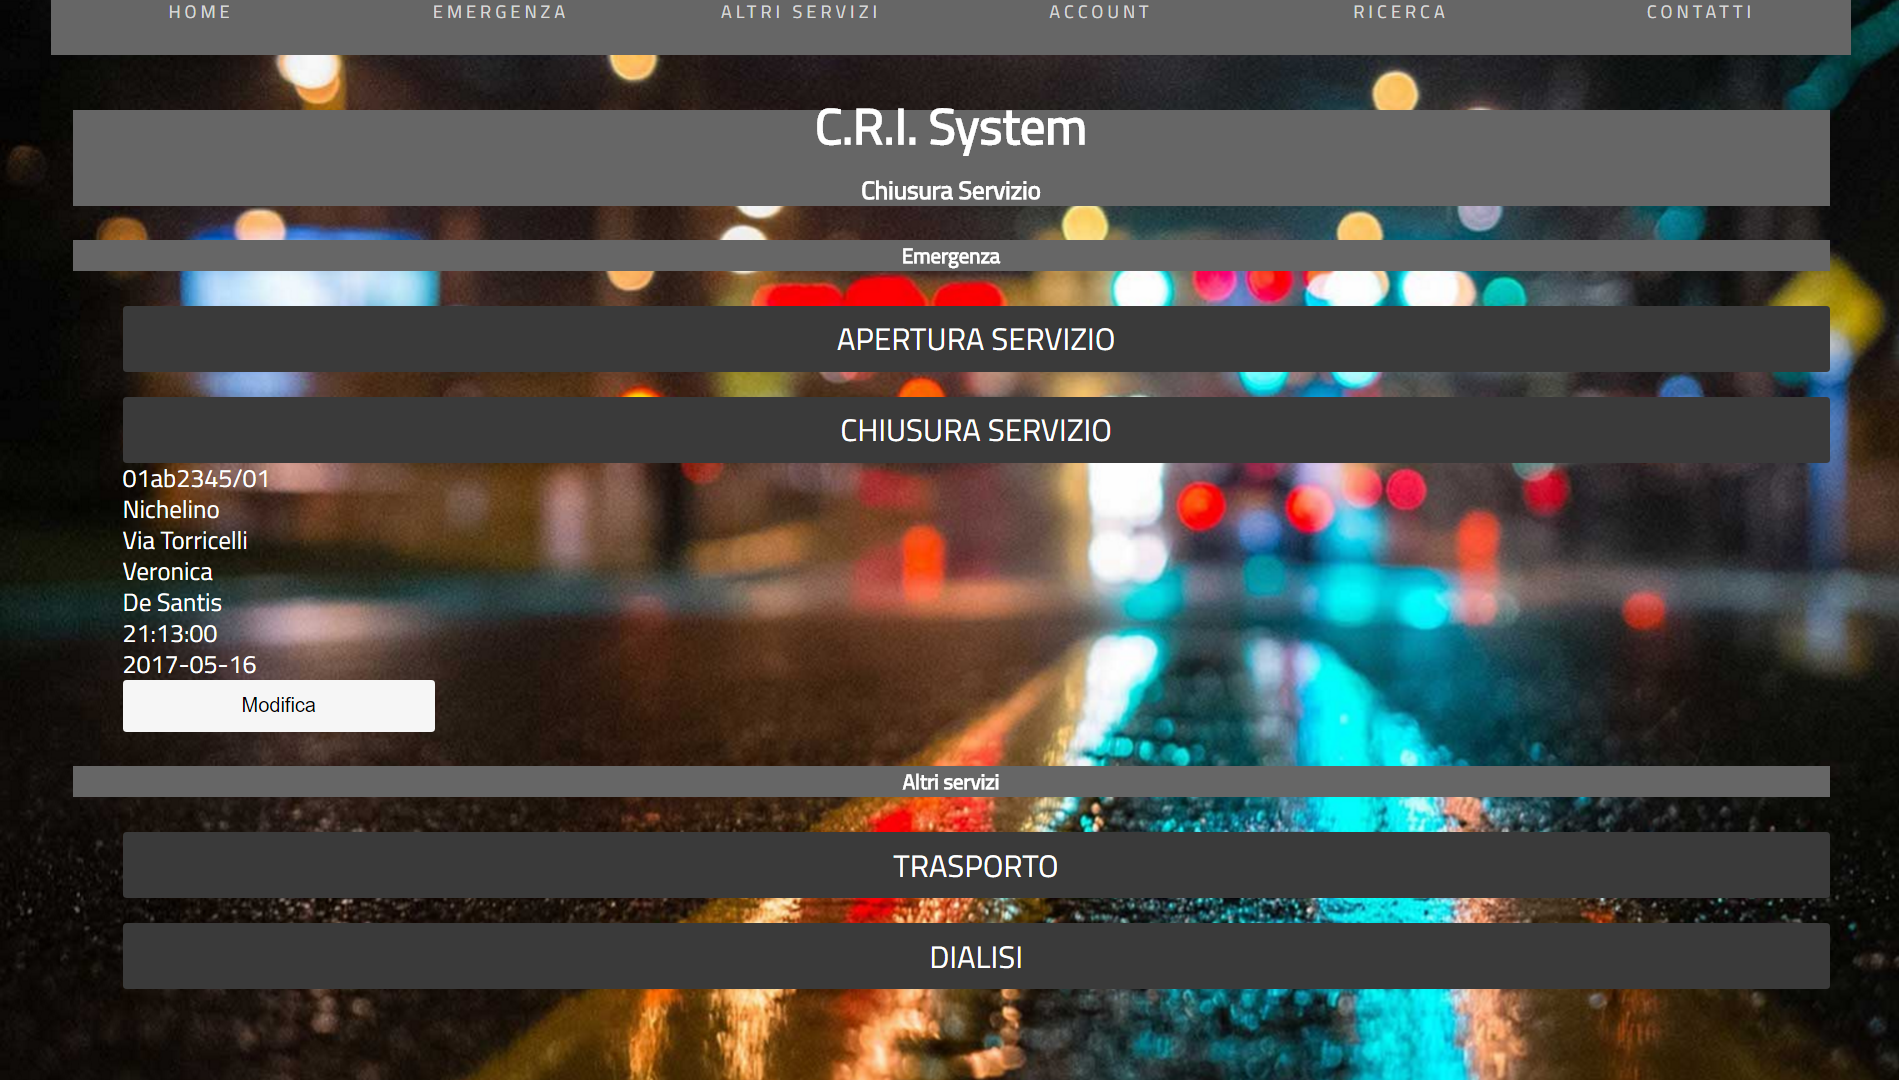 HOME EMERGENZA ALTRI SERVIZI ACCOUNT RICERCA CONTATTI
C.R.I. System
Chiusura Servizio
Emergenza
APERTURA SERVIZIO
CHIUSURA SERVIZIO
01ab2345/01
Nichelino
Via Torricelli
Veronica
De Santis
21:13:00
2017-05-16
Modifica
Altri servizi
TRASPORTO
DIALISI